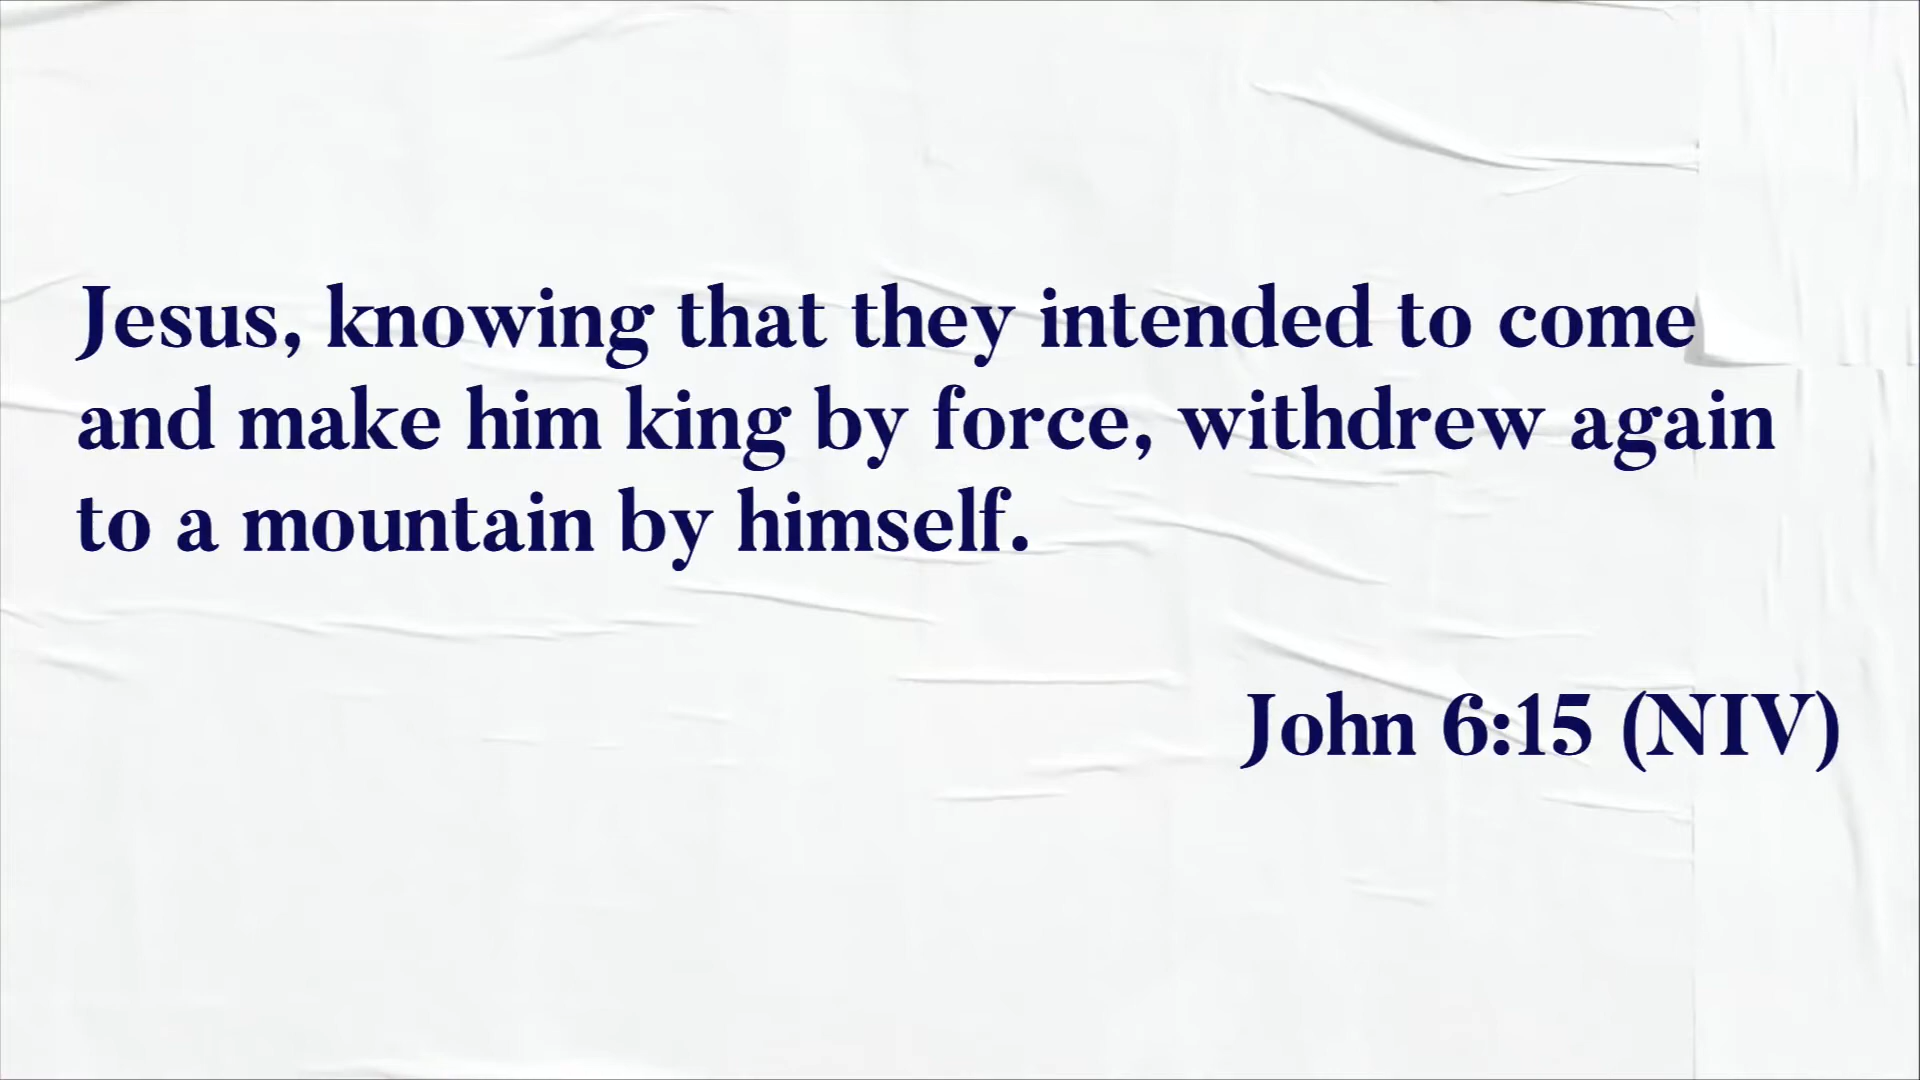 Jesus, knowing that they intended to come
and make him king by force, withdrew again
to a mountain by himself.
John 6:15 (NIV)